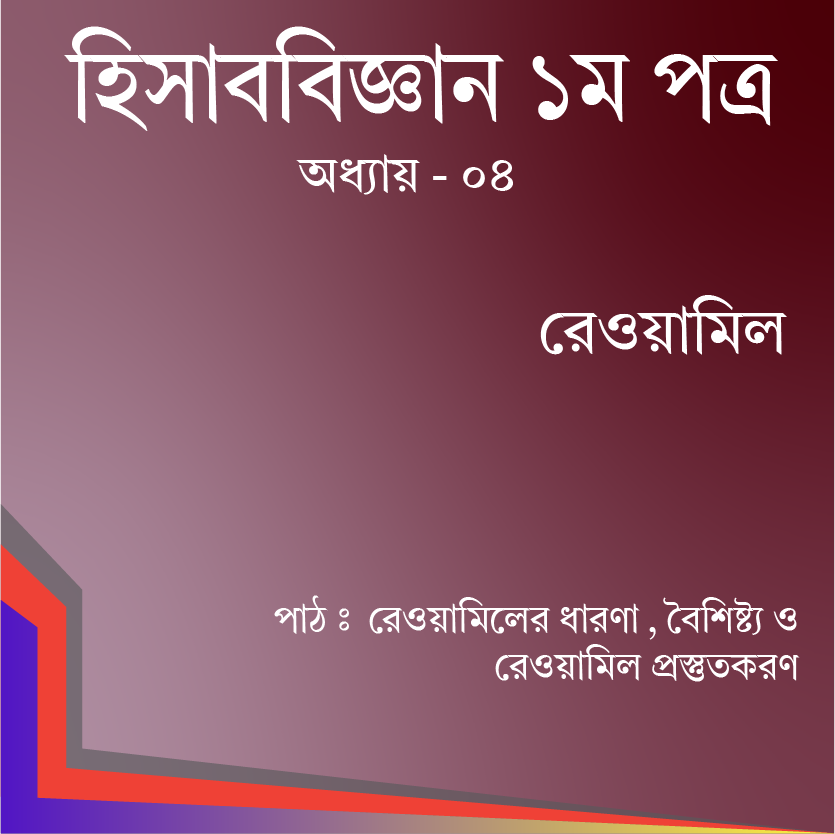 হিসাববিজ্ঞান ১ম পত্র
অধ্যায় - ০৪
রেওয়ামিল
পাঠ ঃ রেওয়ামিলের ধারণা , বৈশিষ্ট্য ও
রেওয়ামিল প্রস্তুতকরণ